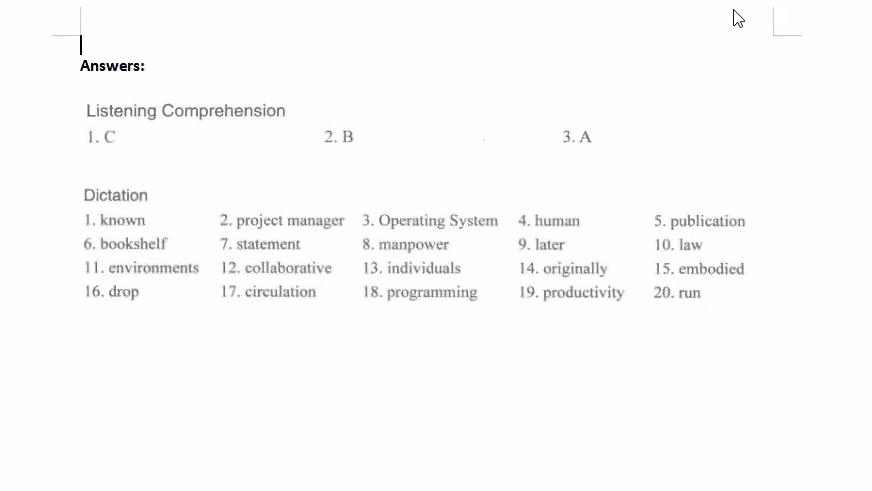 Answers:
Listening Comprehension
1. C 2. B 3. A
Dictation
1. known 2. project manager 3. Operating System 4. human 5. publication
6. bookshelf 7. statement 8. manpower 9. later 10. law
11. environments 12. collaborative 13. individuals 14. originally 15. embodied
16. drop 17. circulation 18. programming 19. productivity 20. run